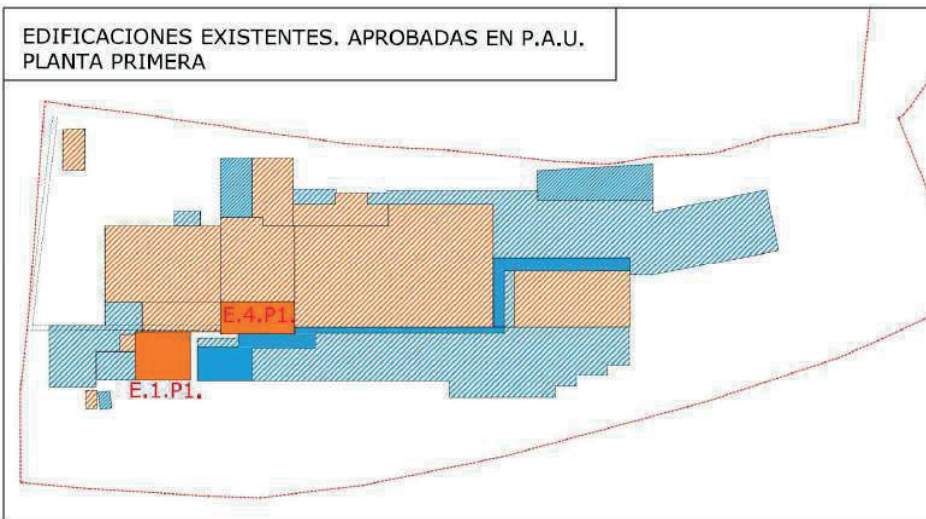 EDIFICACIONES EXISTENTES. APROBADAS EN P.A.U.
PLANTA PRIMERA
E.4.P1.
E.1.P1.